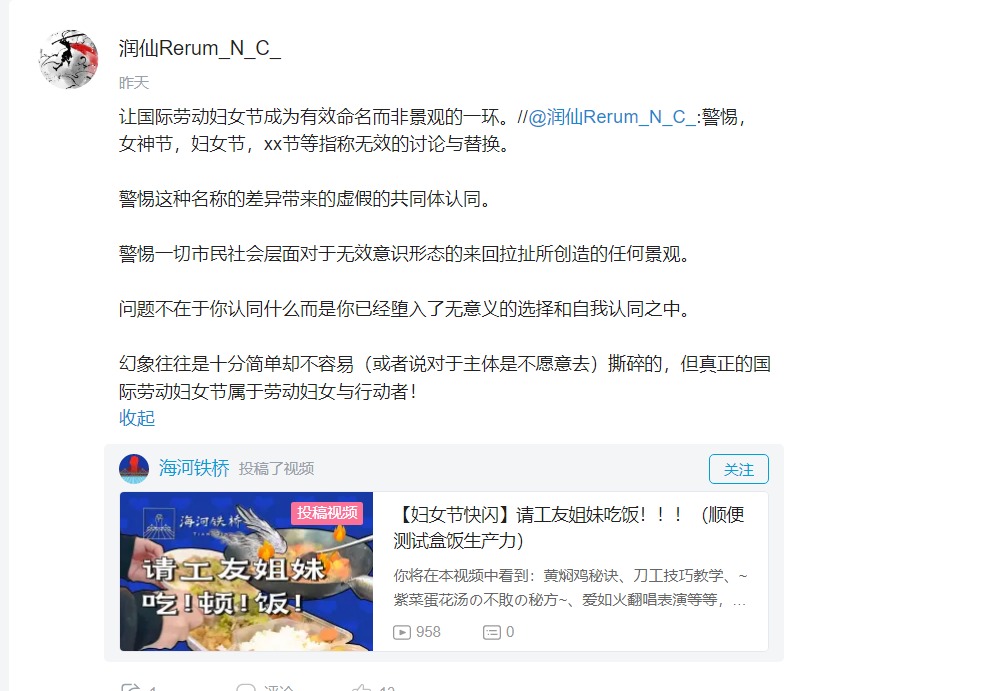 润仙Rerum_N_C_
昨天
让国际劳动妇女节成为有效命名而非景观的一环。//@润仙Rerum_N_C_:警惕，
女神节，妇女节，xx节等指称无效的讨论与替换。
警惕这种名称的差异带来的虚假的共同体认同。
警惕一切市民社会层面对于无效意识形态的来回拉扯所创造的任何景观。
问题不在于你认同什么而是你已经堕入了无意义的选择和自我认同之中。
幻象往往是十分简单却不容易（或者说对于主体是不愿意去）撕碎的，但真正的国
际劳动妇女节属于劳动妇女与行动者！
收起
海河铁桥 投稿了视频
关注
投稿视频
海河铁桥
请工友姐妹
吃!顿!饭!
【妇女节快闪】请工友姐妹吃饭！！！（顺便
测试盒饭生产力）
你将在本视频中看到：黄焖鸡秘诀、刀工技巧教学、~
紫菜蛋花汤の不敗の秘方~、爱如火翻唱表演等等，…
958 0